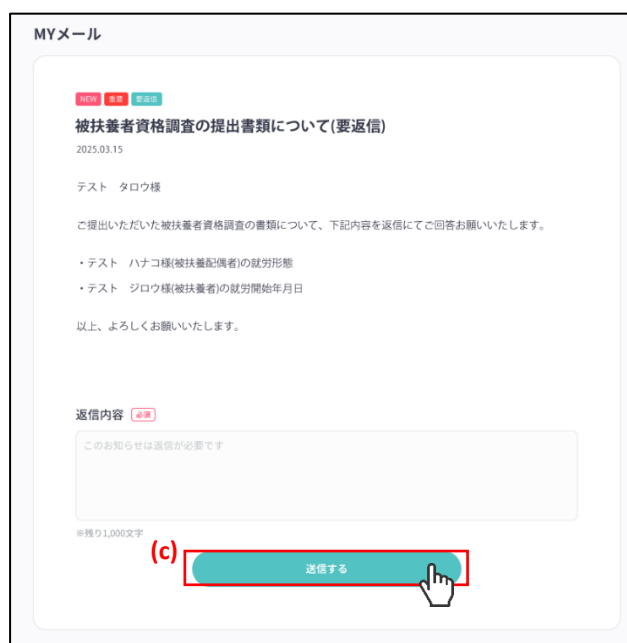 MYメール
NEW 重要 要返信
被扶養者資格調査の提出書類について(要返信)
2025.03.15
テスト　タロウ様
ご提出いただいた被扶養者資格調査の書類について、下記内容を返信にてご回答お願いいたします。
・テスト　ハナコ様(被扶養配偶者)の就労形態
・テスト　ジロウ様(被扶養者)の就労開始年月日
以上、よろしくお願いいたします。
返信内容 必須
このお知らせは返信が必要です
※残り1,000文字
(c)
送信する